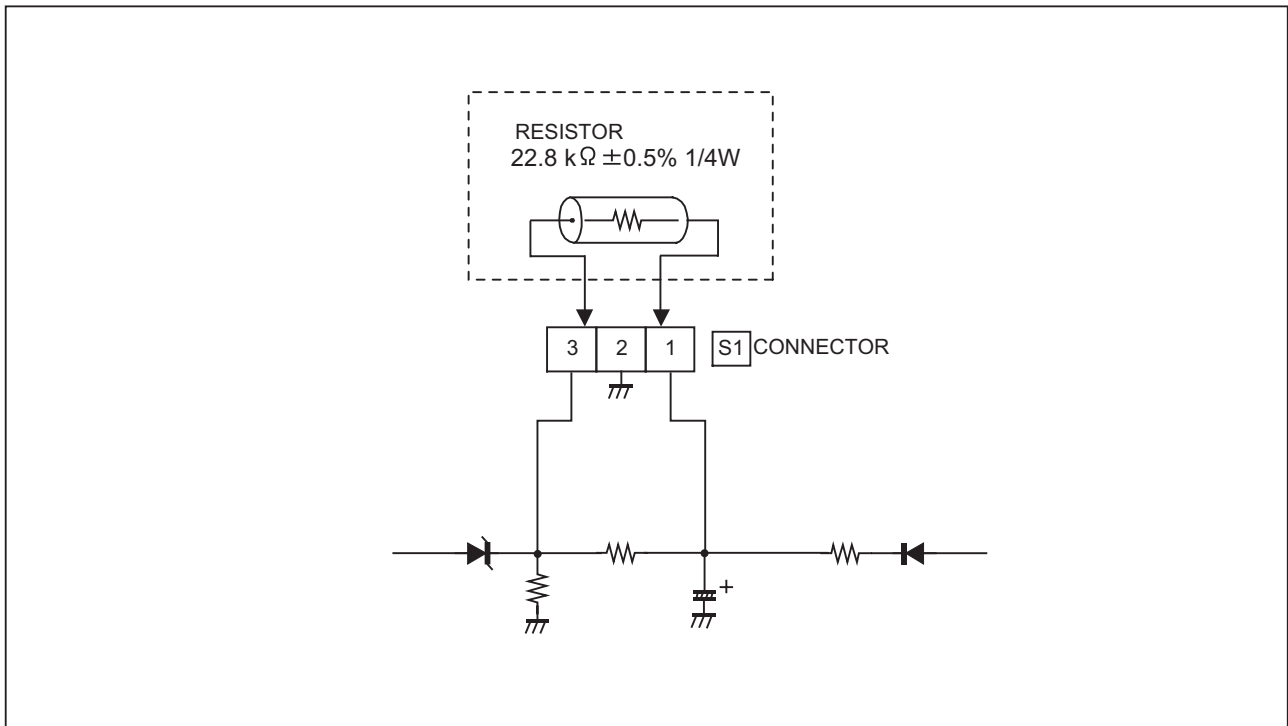 RESISTOR
22.8 kΩ ±0.5% 1/4W
3 2 1 S1 CONNECTOR
+